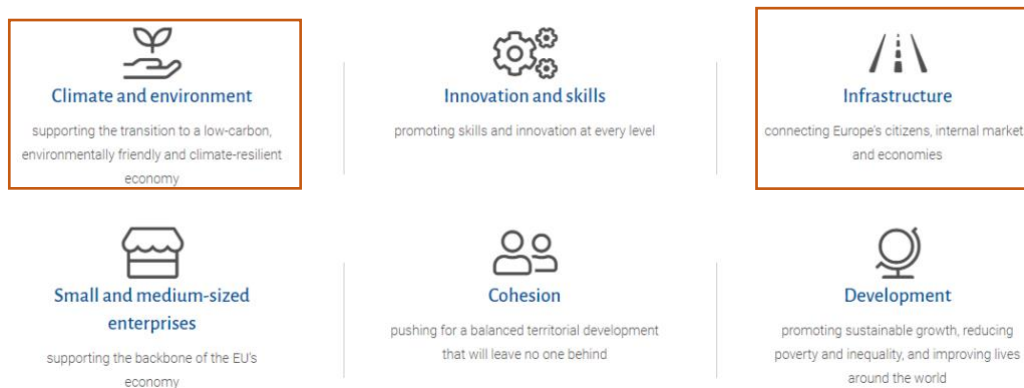 Climate and environment
supporting the transition to a low-carbon,
environmentally friendly and climate-resilient
economy
Innovation and skills
promoting skills and innovation at every level
Infrastructure
connecting Europe's citizens, internal market
and economies
Small and medium-sized
enterprises
supporting the backbone of the EU's
economy
Cohesion
pushing for a balanced territorial development
that will leave no one behind
Development
promoting sustainable growth, reducing
poverty and inequality, and improving lives
around the world